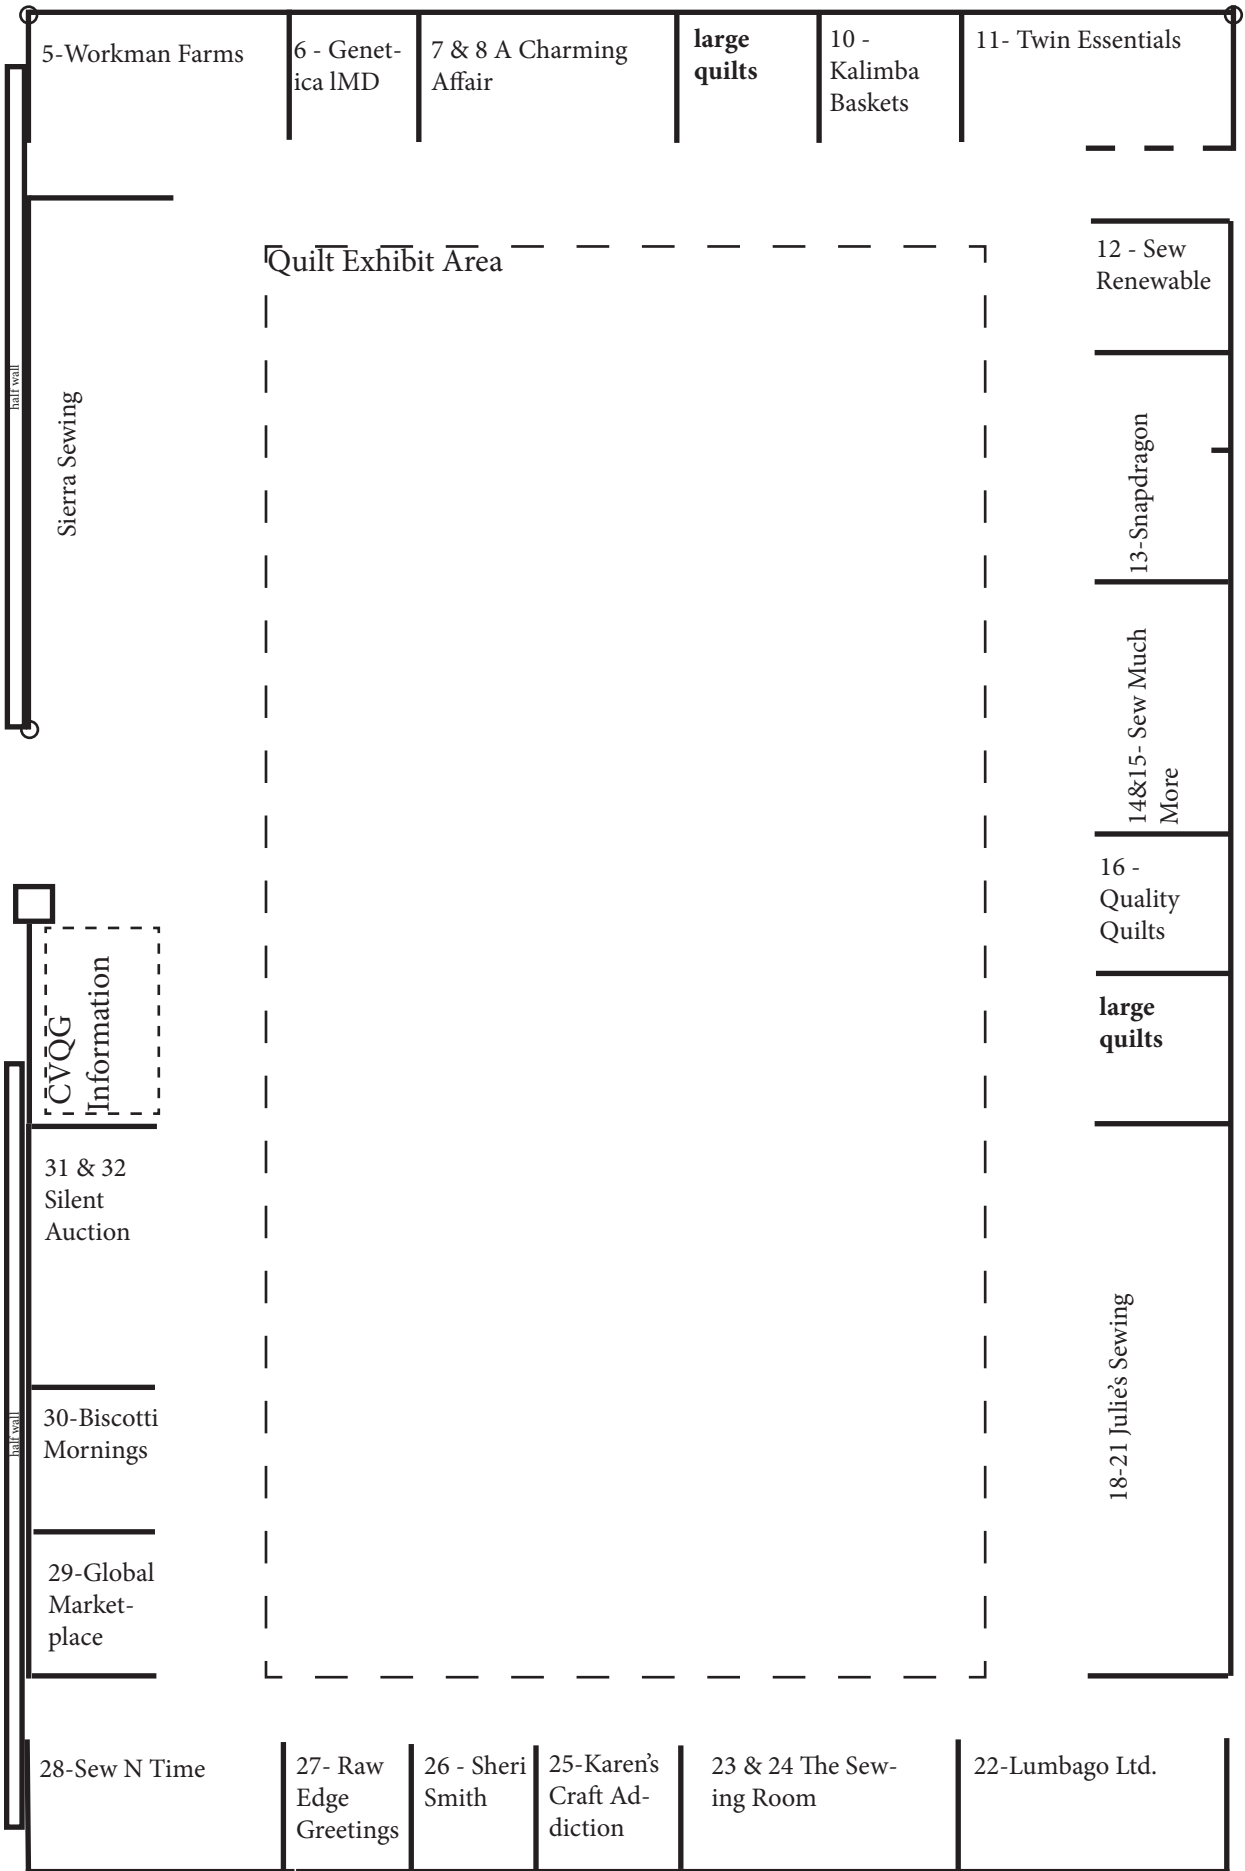 5-Workman Farms
6 - Genet-
ica lMD
7 & 8 A Charming
Affair
large
quilts
10 -
Kalimba
Baskets
11- Twin Essentials
Quilt Exhibit Area
12 - Sew
Renewable
half wall
Sierra Sewing
13-Snapdragon
14&15- Sew Much
More
16 -
Quality
Quilts
CVQG
Information
large
quilts
31 & 32
Silent
Auction
18-21 Julie's Sewing
half wall
30-Biscotti
Mornings
29-Global
Market-
place
28-Sew N Time
27- Raw
Edge
Greetings
26 - Sheri
Smith
25-Karen's
Craft Ad-
diction
23 & 24 The Sew-
ing Room
22-Lumbago Ltd.